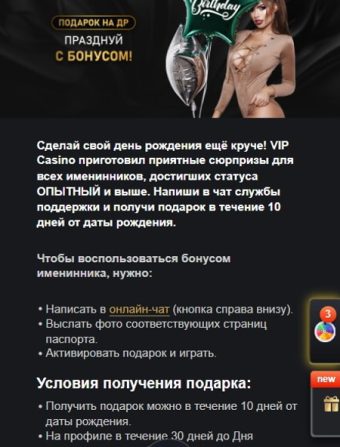 ПОДАРОК НА ДР
ПРАЗДНУЙ
С БОНУСОМ!
Birthday
Сделай свой день рождения ещё круче! VIP
Casino приготовил приятные сюрпризы для
всех именинников, достигших статуса
ОПЫТНЫЙ и выше. Напиши в чат службы
поддержки и получи подарок в течение 10
дней от даты рождения.
Чтобы воспользоваться бонусом
именинника, нужно:
• Написать в онлайн-чат (кнопка справа внизу).
• Выслать фото соответствующих страниц
паспорта.
• Активировать подарок и играть.
3
new
Условия получения подарка:
• Получить подарок можно в течение 10 дней от
даты рождения.
• На профиле в течение 30 дней до Дня